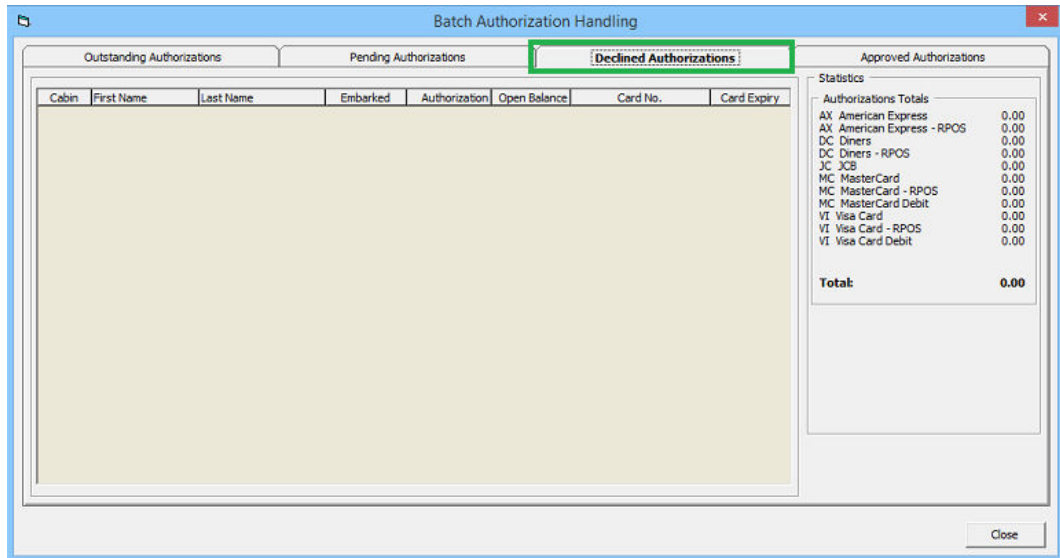 Batch Authorization Handling
Outstanding Authorizations Pending Authorizations Declined Authorizations Approved Authorizations
Cabin First Name Last Name Embarked Authorization Open Balance Card No. Card Expiry
Statistics
Authorizations Totals
AX American Express 0.00
AX American Express - RPOS 0.00
DC Diners 0.00
DC Diners - RPOS 0.00
JC JCB 0.00
MC MasterCard 0.00
MC MasterCard - RPOS 0.00
MC MasterCard Debit 0.00
VI Visa Card 0.00
VI Visa Card - RPOS 0.00
VI Visa Card Debit 0.00
Total: 0.00
Close